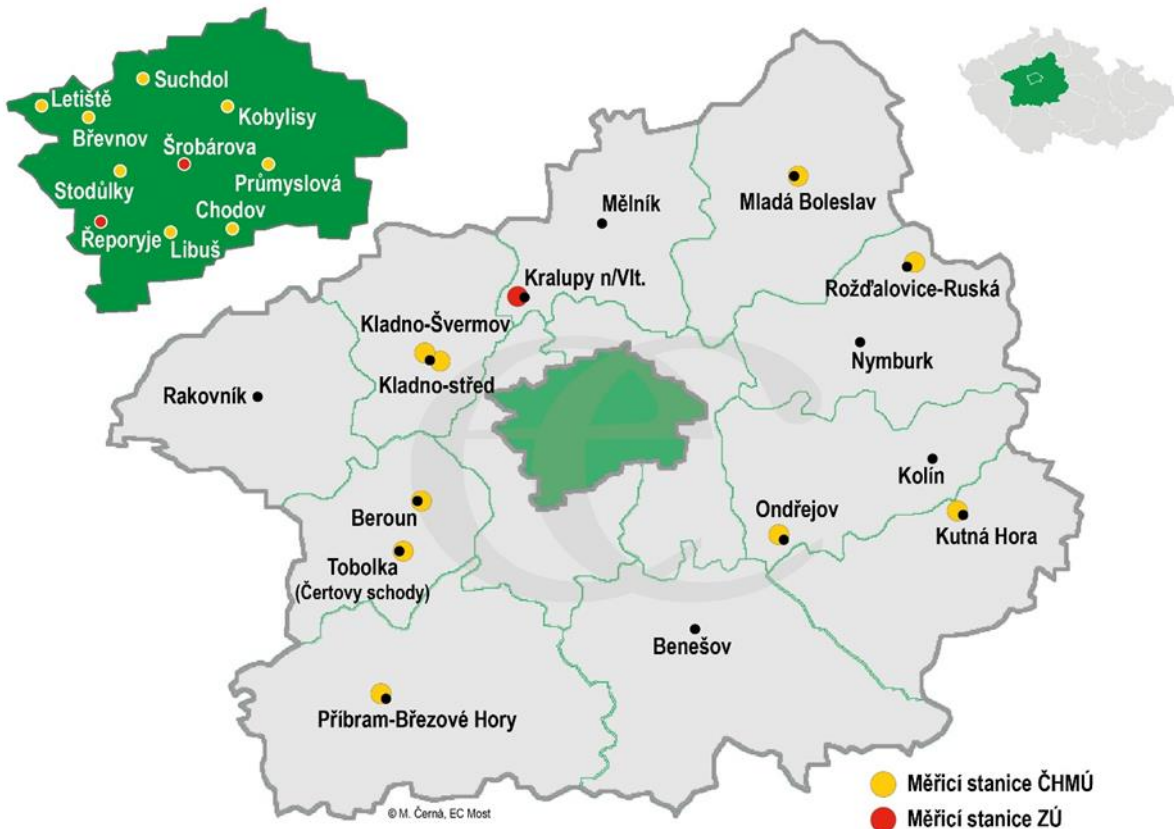 Suchdol
Letiště
Kobylisy
Břevnov
Šrobárova
Stodůlky
Průmyslová
Chodov
Řeporyje
Libuš
Mladá Boleslav
Mělník
Kralupy n/Vlt.
Rožďalovice-Ruská
Kladno-Švermov
Nymburk
Kladno-střed
Rakovník
Kolín
Ondřejov
Beroun
Kutná Hora
Tobolka
(Čertovy schody)
Benešov
Příbram-Březové Hory
Měřicí stanice ČHMÚ
© M. Černá, EC Most
Měřicí stanice ZÚ